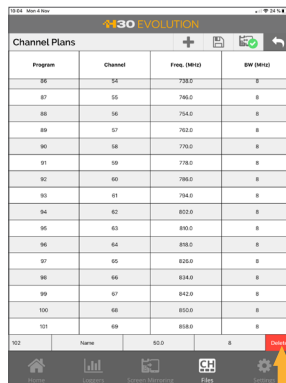 10:04 Mon 4 Nov 24 %
H30 EVOLUTION
Channel Plans
Program Channel Freq. (MHz) BW (MHz)
86 54 738.0 8
87 55 746.0 8
88 56 754.0 8
89 57 762.0 8
90 58 770.0 8
91 59 778.0 8
92 60 786.0 8
93 61 794.0 8
94 62 802.0 8
95 63 810.0 8
96 64 818.0 8
97 65 826.0 8
98 66 834.0 8
99 67 842.0 8
100 68 850.0 8
101 69 858.0 8
102 Name 50.0 8 Delete
CH
Home Loggers Screen Mirroring Files Settings